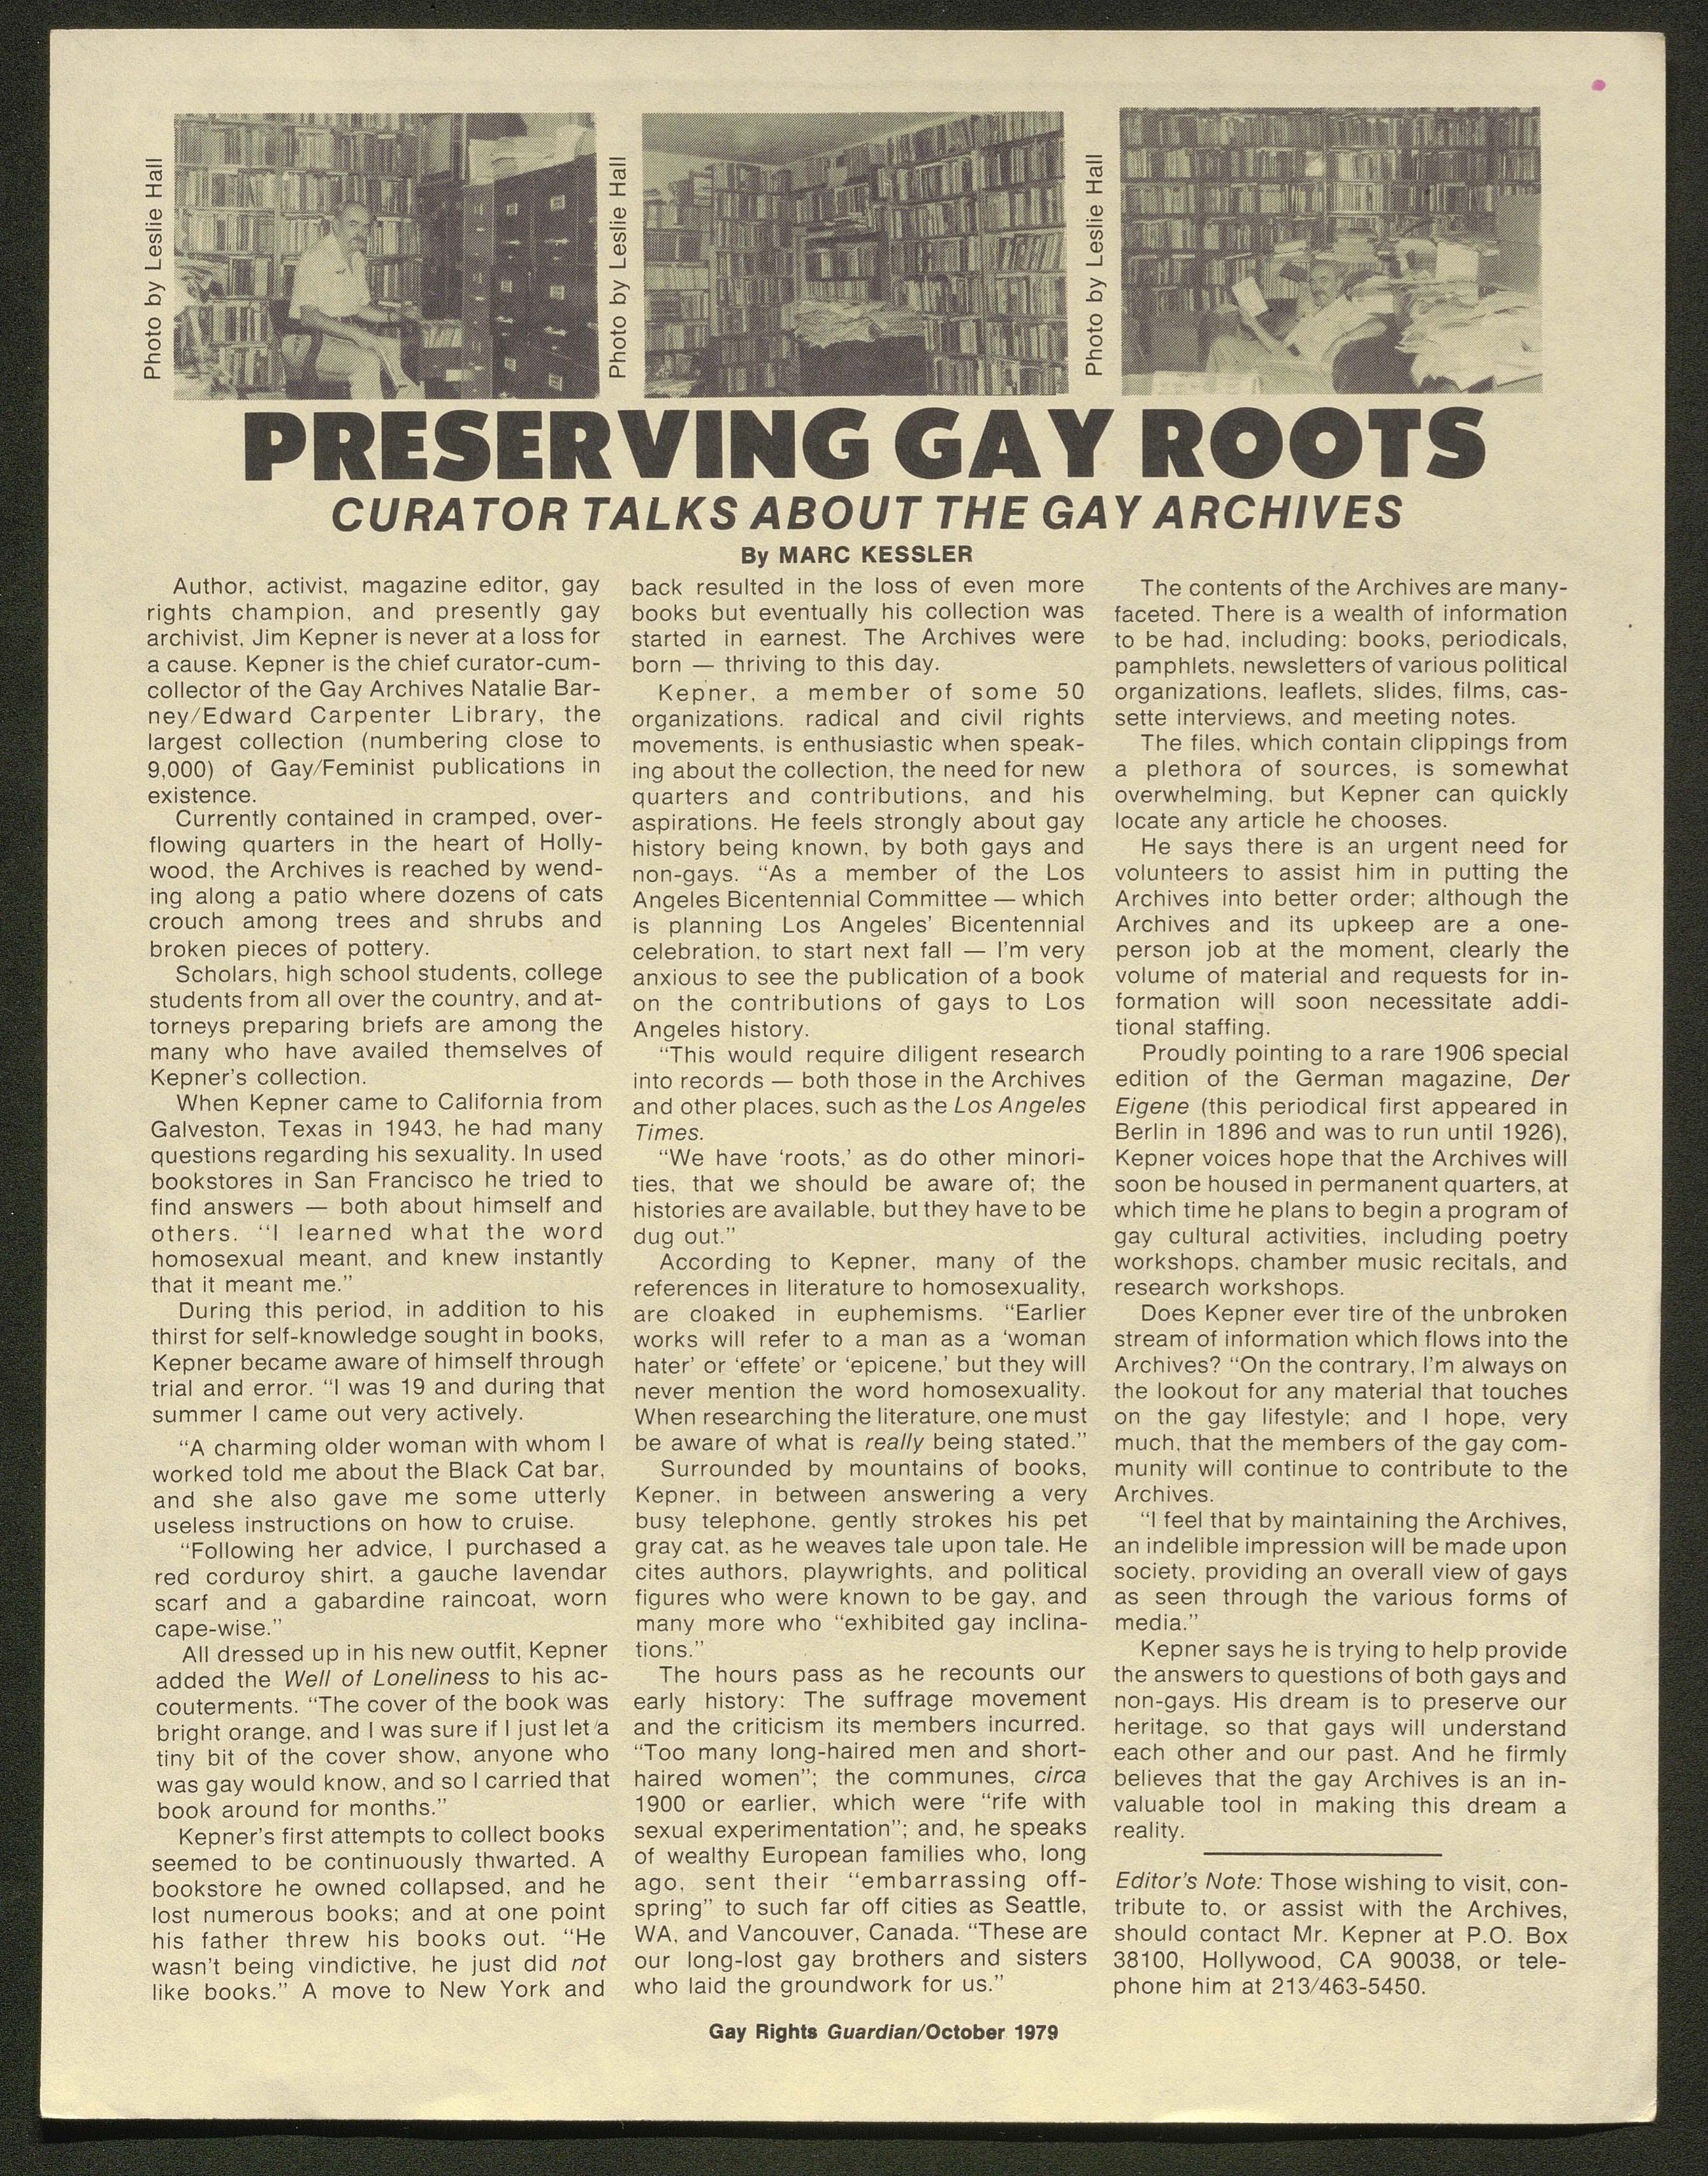 Photo by Leslie Hall
Photo by Leslie Hall
Photo by Leslie Hall
PRESERVING GAY ROOTS
CURATOR TALKS ABOUT THE GAY ARCHIVES
By MARC KESSLER
Author, activist, magazine editor, gay
rights champion, and presently gay
archivist, Jim Kepner is never at a loss for
a cause. Kepner is the chief curator-cum-
collector of the Gay Archives Natalie Bar-
ney/Edward Carpenter Library, the
largest collection (numbering close to
9,000) of Gay/Feminist publications in
existence.
Currently contained in cramped, over-
flowing quarters in the heart of Holly-
wood, the Archives is reached by wend-
ing along a patio where dozens of cats
crouch among trees and shrubs and
broken pieces of pottery.
Scholars, high school students, college
students from all over the country, and at-
torneys preparing briefs are among the
many who have availed themselves of
Kepner's collection.
When Kepner came to California from
Galveston, Texas in 1943, he had many
questions regarding his sexuality. In used
bookstores in San Francisco he tried to
find answers — both about himself and
others. “I learned what the word
homosexual meant, and knew instantly
that it meant me.”
During this period, in addition to his
thirst for self-knowledge sought in books,
Kepner became aware of himself through
trial and error. “I was 19 and during that
summer I came out very actively.
“A charming older woman with whom I
worked told me about the Black Cat bar,
and she also gave me some utterly
useless instructions on how to cruise.
“Following her advice, I purchased a
red corduroy shirt, a gauche lavendar
scarf and a gabardine raincoat, worn
cape-wise.”
All dressed up in his new outfit, Kepner
added the Well of Loneliness to his ac-
couterments. “The cover of the book was
bright orange, and I was sure if I just let a
tiny bit of the cover show, anyone who
was gay would know, and so I carried that
book around for months.”
Kepner's first attempts to collect books
seemed to be continuously thwarted. A
bookstore he owned collapsed, and he
lost numerous books; and at one point
his father threw his books out. “He
wasn't being vindictive, he just did not
like books.” A move to New York and
back resulted in the loss of even more
books but eventually his collection was
started in earnest. The Archives were
born — thriving to this day.
Kepner, a member of some 50
organizations, radical and civil rights
movements, is enthusiastic when speak-
ing about the collection, the need for new
quarters and contributions, and his
aspirations. He feels strongly about gay
history being known, by both gays and
non-gays. “As a member of the Los
Angeles Bicentennial Committee — which
is planning Los Angeles' Bicentennial
celebration, to start next fall — I'm very
anxious to see the publication of a book
on the contributions of gays to Los
Angeles history.
“This would require diligent research
into records — both those in the Archives
and other places, such as the Los Angeles
Times.
“We have ‘roots,’ as do other minori-
ties, that we should be aware of; the
histories are available, but they have to be
dug out.”
According to Kepner, many of the
references in literature to homosexuality,
are cloaked in euphemisms. “Earlier
works will refer to a man as a ‘woman
hater’ or ‘effete’ or ‘epicene,’ but they will
never mention the word homosexuality.
When researching the literature, one must
be aware of what is really being stated.”
Surrounded by mountains of books,
Kepner, in between answering a very
busy telephone, gently strokes his pet
gray cat, as he weaves tale upon tale. He
cites authors, playwrights, and political
figures who were known to be gay, and
many more who “exhibited gay inclina-
tions.”
The hours pass as he recounts our
early history: The suffrage movement
and the criticism its members incurred.
“Too many long-haired men and short-
haired women”; the communes, circa
1900 or earlier, which were “rife with
sexual experimentation”; and, he speaks
of wealthy European families who, long
ago, sent their “embarrassing off-
spring” to such far off cities as Seattle,
WA, and Vancouver, Canada. “These are
our long-lost gay brothers and sisters
who laid the groundwork for us.”
The contents of the Archives are many-
faceted. There is a wealth of information
to be had, including: books, periodicals,
pamphlets, newsletters of various political
organizations, leaflets, slides, films, cas-
sette interviews, and meeting notes.
The files, which contain clippings from
a plethora of sources, is somewhat
overwhelming, but Kepner can quickly
locate any article he chooses.
He says there is an urgent need for
volunteers to assist him in putting the
Archives into better order; although the
Archives and its upkeep are a one-
person job at the moment, clearly the
volume of material and requests for in-
formation will soon necessitate addi-
tional staffing.
Proudly pointing to a rare 1906 special
edition of the German magazine, Der
Eigene (this periodical first appeared in
Berlin in 1896 and was to run until 1926),
Kepner voices hope that the Archives will
soon be housed in permanent quarters, at
which time he plans to begin a program of
gay cultural activities, including poetry
workshops, chamber music recitals, and
research workshops.
Does Kepner ever tire of the unbroken
stream of information which flows into the
Archives? “On the contrary, I'm always on
the lookout for any material that touches
on the gay lifestyle; and I hope, very
much, that the members of the gay com-
munity will continue to contribute to the
Archives.
“I feel that by maintaining the Archives,
an indelible impression will be made upon
society, providing an overall view of gays
as seen through the various forms of
media.”
Kepner says he is trying to help provide
the answers to questions of both gays and
non-gays. His dream is to preserve our
heritage, so that gays will understand
each other and our past. And he firmly
believes that the gay Archives is an in-
valuable tool in making this dream a
reality.
Editor's Note: Those wishing to visit, con-
tribute to, or assist with the Archives,
should contact Mr. Kepner at P.O. Box
38100, Hollywood, CA 90038, or tele-
phone him at 213/463-5450.
Gay Rights Guardian/October 1979